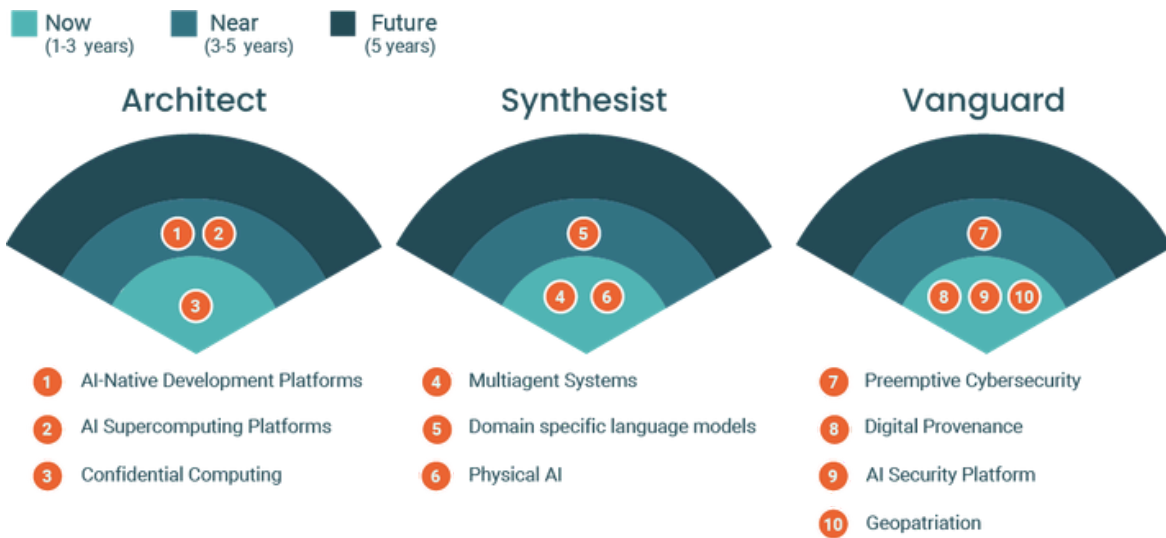 Now
(1-3 years)
Near
(3-5 years)
Future
(5 years)
Architect
1 2
3
1 AI-Native Development Platforms
2 AI Supercomputing Platforms
3 Confidential Computing
Synthesist
5
4 6
4 Multiagent Systems
5 Domain specific language models
6 Physical AI
Vanguard
7
8 9 10
7 Preemptive Cybersecurity
8 Digital Provenance
9 AI Security Platform
10 Geopatriation